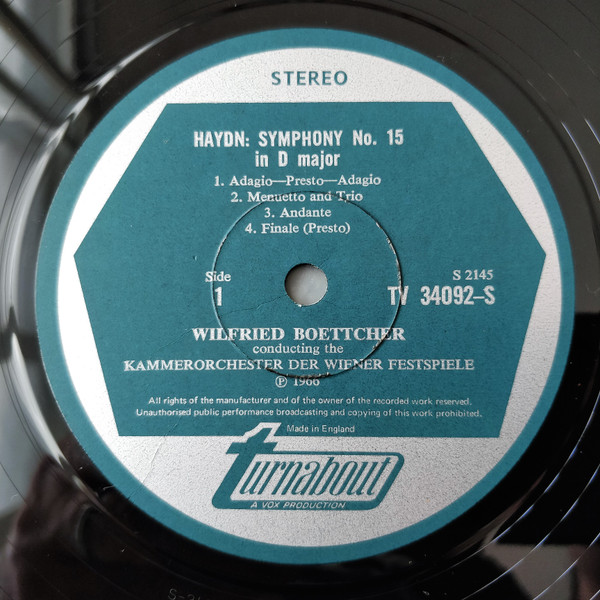 STEREO
HAYDN: SYMPHONY No. 15
in D major
1. Adagio—Presto—Adagio
2. Menuetto and Trio
3. Andante
4. Finale (Presto)
Side
1
S 2145
TV 34092-S
WILFRIED BOETTCHER
conducting the
KAMMERORCHESTER DER WIENER FESTSPIELE
℗ 1966
All rights of the manufacturer and of the owner of the recorded work reserved.
Unauthorised public performance broadcasting and copying of this work prohibited.
Made in England
turnabout
A VOX PRODUCTION